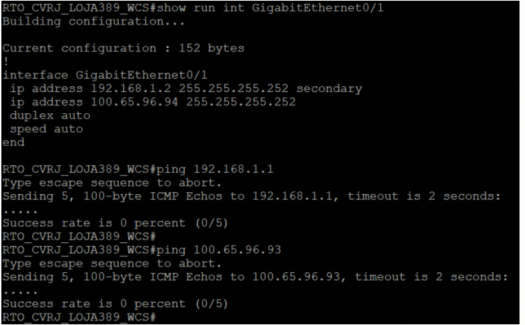 RTO_CVRJ_LOJA389_WCS#show run int GigabitEthernet0/1
Building configuration...
Current configuration : 152 bytes
!
interface GigabitEthernet0/1
ip address 192.168.1.2 255.255.255.252 secondary
ip address 100.65.96.94 255.255.255.252
duplex auto
speed auto
end
RTO_CVRJ_LOJA389_WCS#ping 192.168.1.1
Type escape sequence to abort.
Sending 5, 100-byte ICMP Echos to 192.168.1.1, timeout is 2 seconds:
.....
Success rate is 0 percent (0/5)
RTO_CVRJ_LOJA389_WCS#
RTO_CVRJ_LOJA389_WCS#ping 100.65.96.93
Type escape sequence to abort.
Sending 5, 100-byte ICMP Echos to 100.65.96.93, timeout is 2 seconds:
.....
Success rate is 0 percent (0/5)
RTO_CVRJ_LOJA389_WCS#